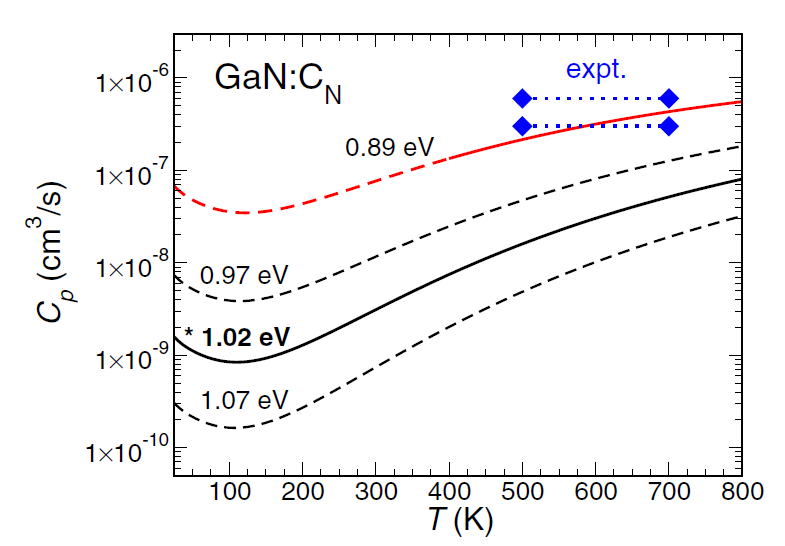 GaN:C_N
expt.
1×10^-6
1×10^-7
1×10^-8
1×10^-9
1×10^-10
C_p (cm^3/s)
0.89 eV
0.97 eV
* 1.02 eV
1.07 eV
100 200 300 400 500 600 700 800
T (K)